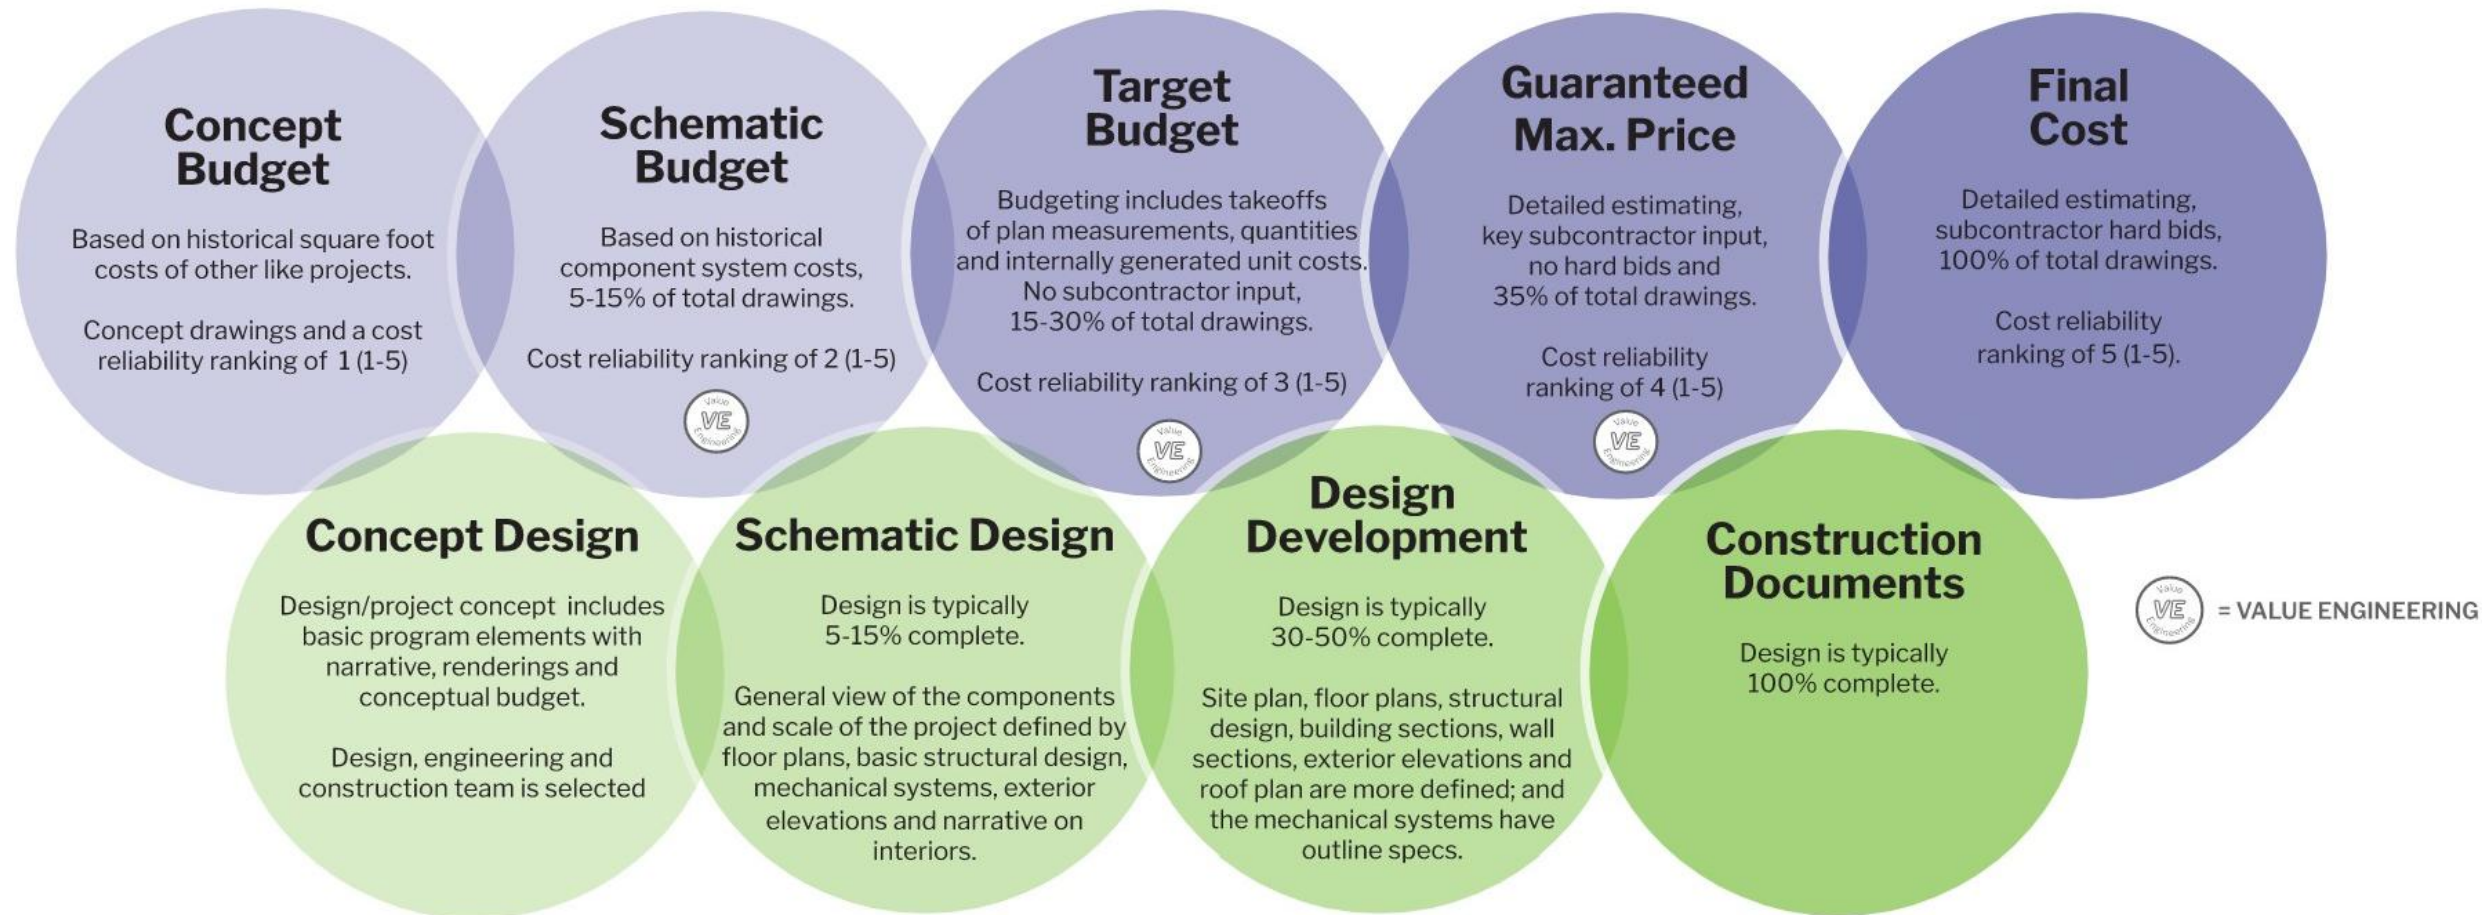 Concept
Budget
Based on historical square foot
costs of other like projects.
Concept drawings and a cost
reliability ranking of 1 (1-5)
Schematic
Budget
Based on historical
component system costs,
5-15% of total drawings.
Cost reliability ranking of 2 (1-5)
Value
VE
Engineering
Target
Budget
Budgeting includes takeoffs
of plan measurements, quantities
and internally generated unit costs.
No subcontractor input,
15-30% of total drawings.
Cost reliability ranking of 3 (1-5)
Value
VE
Engineering
Guaranteed
Max. Price
Detailed estimating,
key subcontractor input,
no hard bids and
35% of total drawings.
Cost reliability
ranking of 4 (1-5)
Value
VE
Engineering
Final
Cost
Detailed estimating,
subcontractor hard bids,
100% of total drawings.
Cost reliability
ranking of 5 (1-5).
Concept Design
Design/project concept includes
basic program elements with
narrative, renderings and
conceptual budget.
Design, engineering and
construction team is selected
Schematic Design
Design is typically
5-15% complete.
General view of the components
and scale of the project defined by
floor plans, basic structural design,
mechanical systems, exterior
elevations and narrative on
interiors.
Design
Development
Design is typically
30-50% complete.
Site plan, floor plans, structural
design, building sections, wall
sections, exterior elevations and
roof plan are more defined; and
the mechanical systems have
outline specs.
Construction
Documents
Design is typically
100% complete.
Value
VE
Engineering
= VALUE ENGINEERING